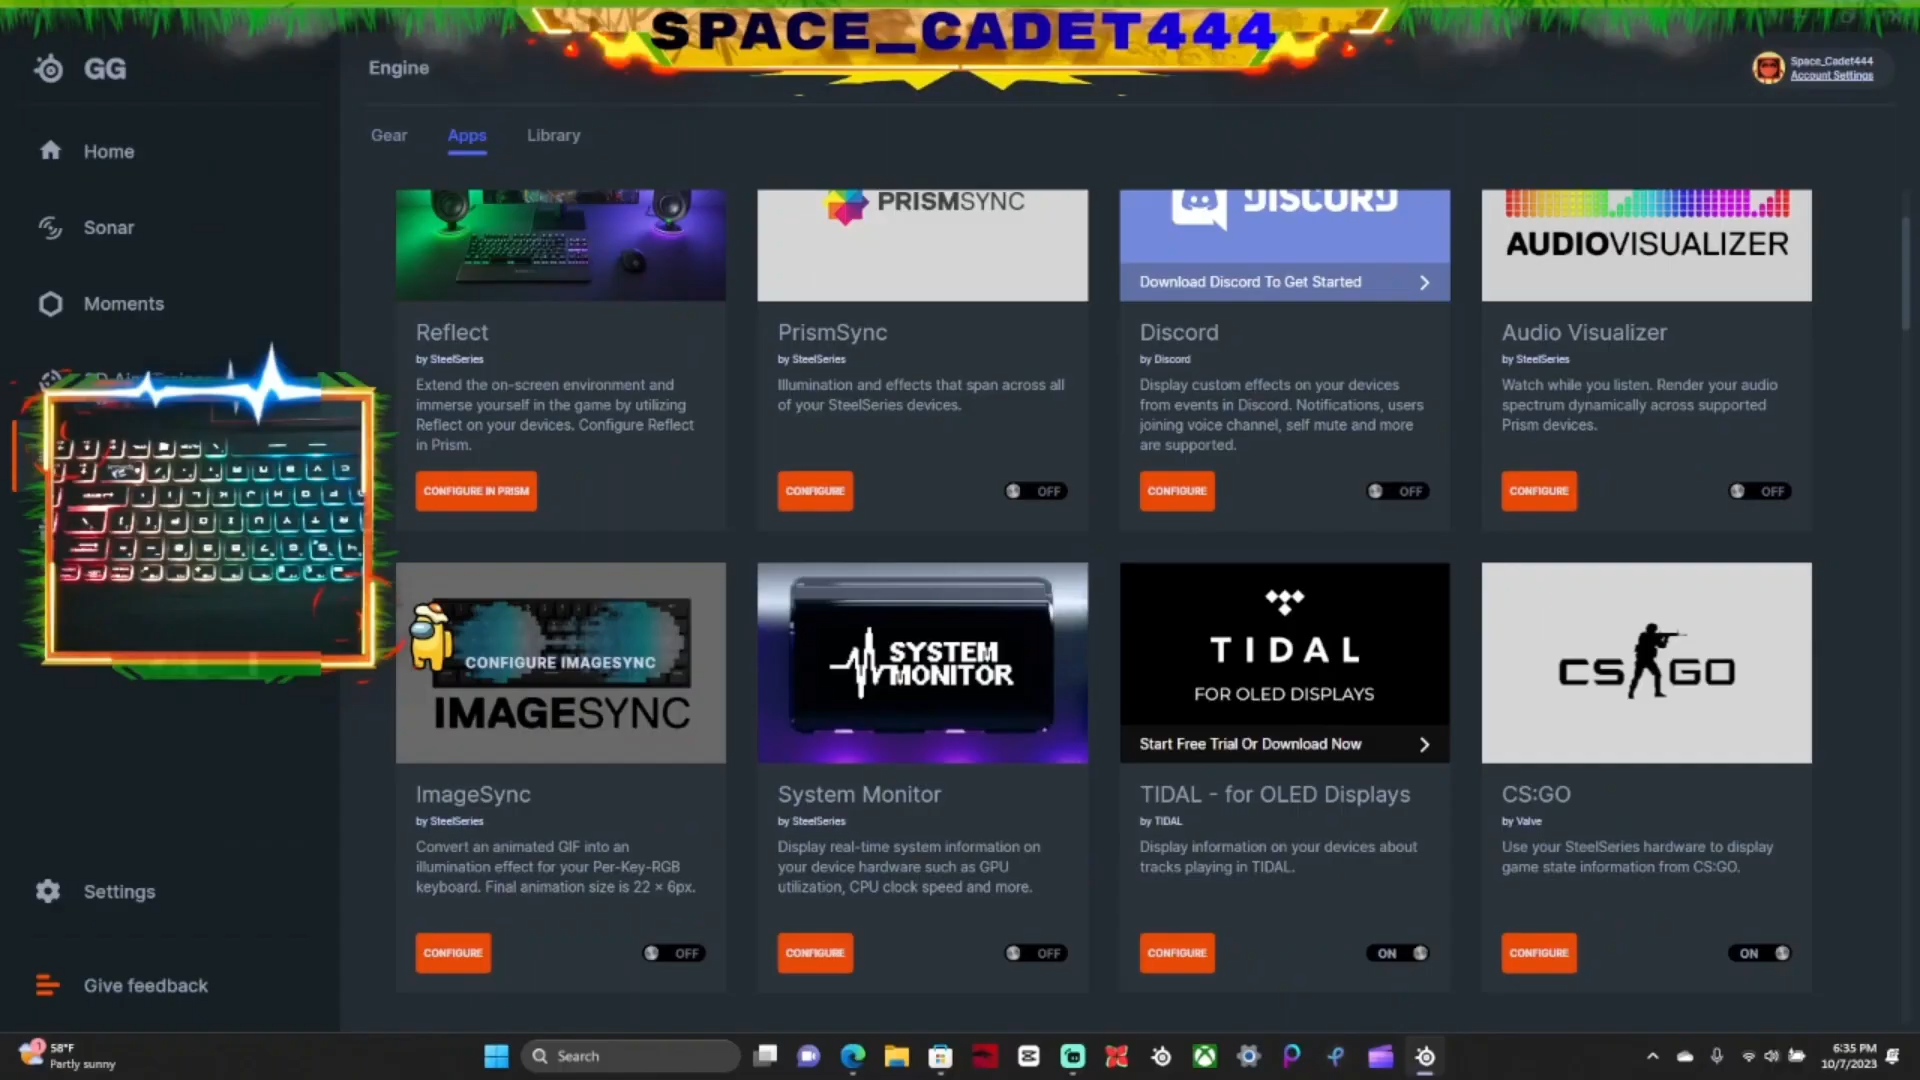 SPACE_CADET444
GG
Engine
Space_Cadet444
Account Settings
Home
Sonar
Moments
Settings
Give feedback
Gear
Apps
Library
Reflect
by SteelSeries
Extend the on-screen environment and
immerse yourself in the game by utilizing
Reflect on your devices. Configure Reflect
in Prism.
CONFIGURE IN PRISM
PRISMSYNC
PrismSync
by SteelSeries
Illumination and effects that span across all
of your SteelSeries devices.
CONFIGURE
OFF
DISCORD
Download Discord To Get Started
Discord
by Discord
Display custom effects on your devices
from events in Discord. Notifications, users
joining voice channel, self mute and more
are supported.
CONFIGURE
OFF
AUDIOVISUALIZER
Audio Visualizer
by SteelSeries
Watch while you listen. Render your audio
spectrum dynamically across supported
Prism devices.
CONFIGURE
OFF
CONFIGURE IMAGESYNC
IMAGESYNC
ImageSync
by SteelSeries
Convert an animated GIF into an
illumination effect for your Per-Key-RGB
keyboard. Final animation size is 22 × 6px.
CONFIGURE
OFF
SYSTEM
MONITOR
System Monitor
by SteelSeries
Display real-time system information on
your device hardware such as GPU
utilization, CPU clock speed and more.
CONFIGURE
OFF
TIDAL
FOR OLED DISPLAYS
Start Free Trial Or Download Now
TIDAL - for OLED Displays
by TIDAL
Display information on your devices about
tracks playing in TIDAL.
CONFIGURE
ON
CS GO
CS:GO
by Valve
Use your SteelSeries hardware to display
game state information from CS:GO.
CONFIGURE
ON
1
58°F
Partly sunny
Search
6:35 PM
10/7/2023